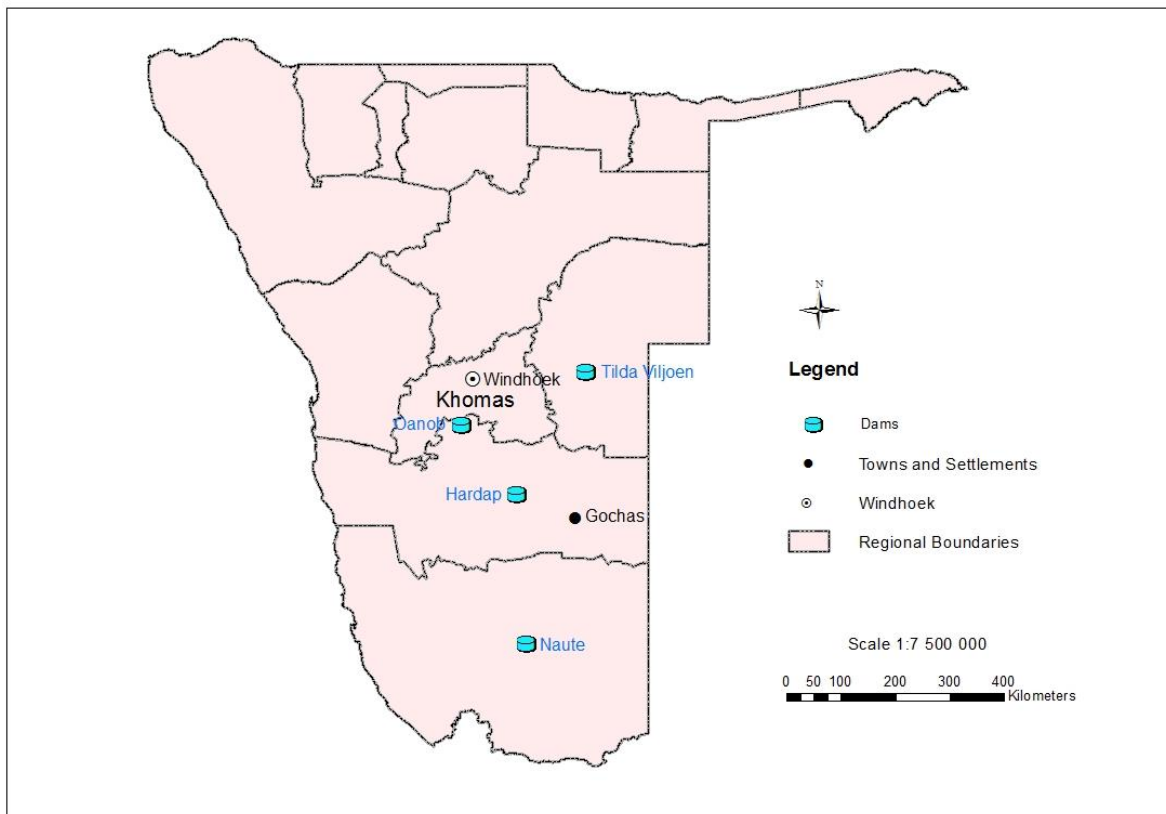 N
Tilda Viljoen
Windhoek
Khomas
Oanob
Hardap
Gochas
Naute
Legend
Dams
Towns and Settlements
Windhoek
Regional Boundaries
Scale 1:7 500 000
0 50 100 200 300 400
Kilometers